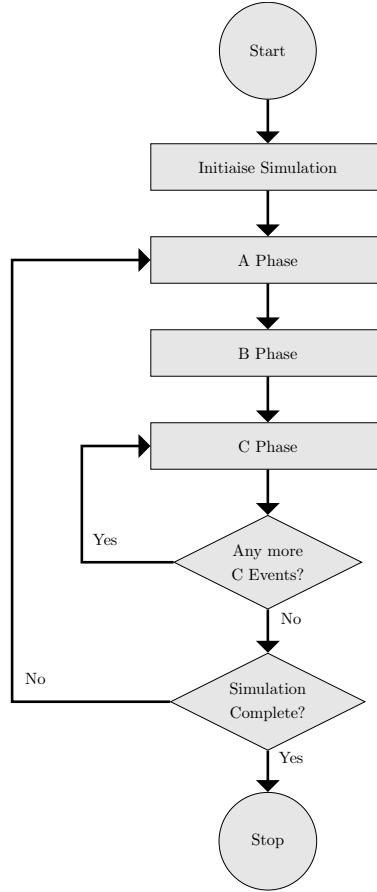 Start
Initiaise Simulation
A Phase
B Phase
C Phase
Yes
Any more
C Events?
No
No
Simulation
Complete?
Yes
Stop